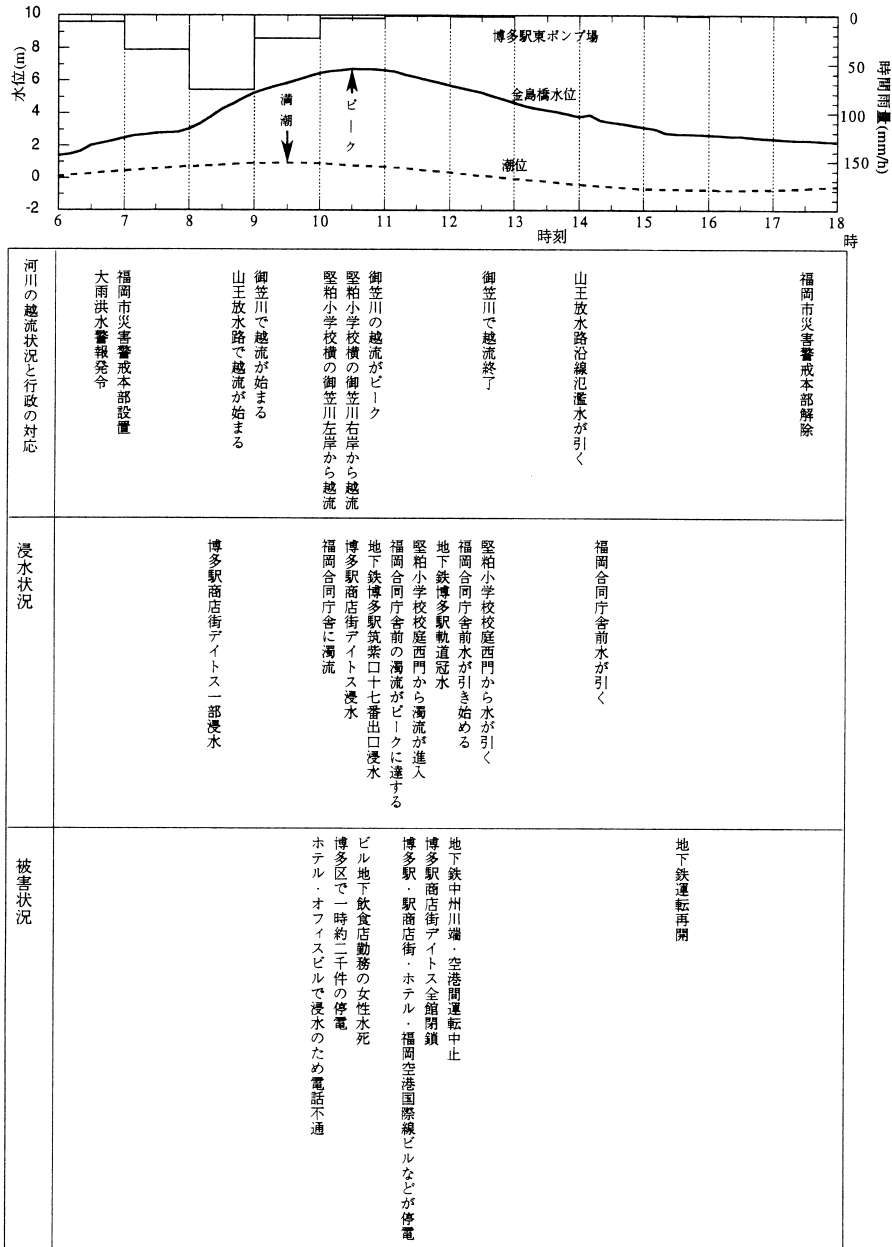 博多駅東ポンプ場
金島橋水位
満潮
ピーク
潮位
水位(m)
10
8
6
4
2
0
-2
時間雨量(mm/h)
0
50
100
150
6 7 8 9 10 11 12 13 14 15 16 17 18
時刻
時
河川の越流状況と行政の対応
大雨洪水警報発令
福岡市災害警戒本部設置
山王放水路で越流が始まる
御笠川で越流が始まる
堅粕小学校横の御笠川左岸から越流
堅粕小学校横の御笠川右岸から越流
御笠川の越流がピーク
御笠川で越流終了
山王放水路沿線氾濫水が引く
福岡市災害警戒本部解除
浸水状況
博多駅商店街デイトス一部浸水
福岡合同庁舎に濁流
博多駅商店街デイトス浸水
地下鉄博多駅筑紫口十七番出口浸水
福岡合同庁舎前の濁流がピークに達する
堅粕小学校校庭西門から濁流が進入
地下鉄博多駅軌道冠水
福岡合同庁舎前水が引き始める
堅粕小学校校庭西門から水が引く
福岡合同庁舎前水が引く
被害状況
ホテル・オフィスビルで浸水のため電話不通
博多区で一時約二千件の停電
ビル地下飲食店勤務の女性水死
博多駅・駅商店街・ホテル・福岡空港国際線ビルなどが停電
博多駅商店街デイトス全館閉鎖
地下鉄中州川端・空港間運転中止
地下鉄運転再開